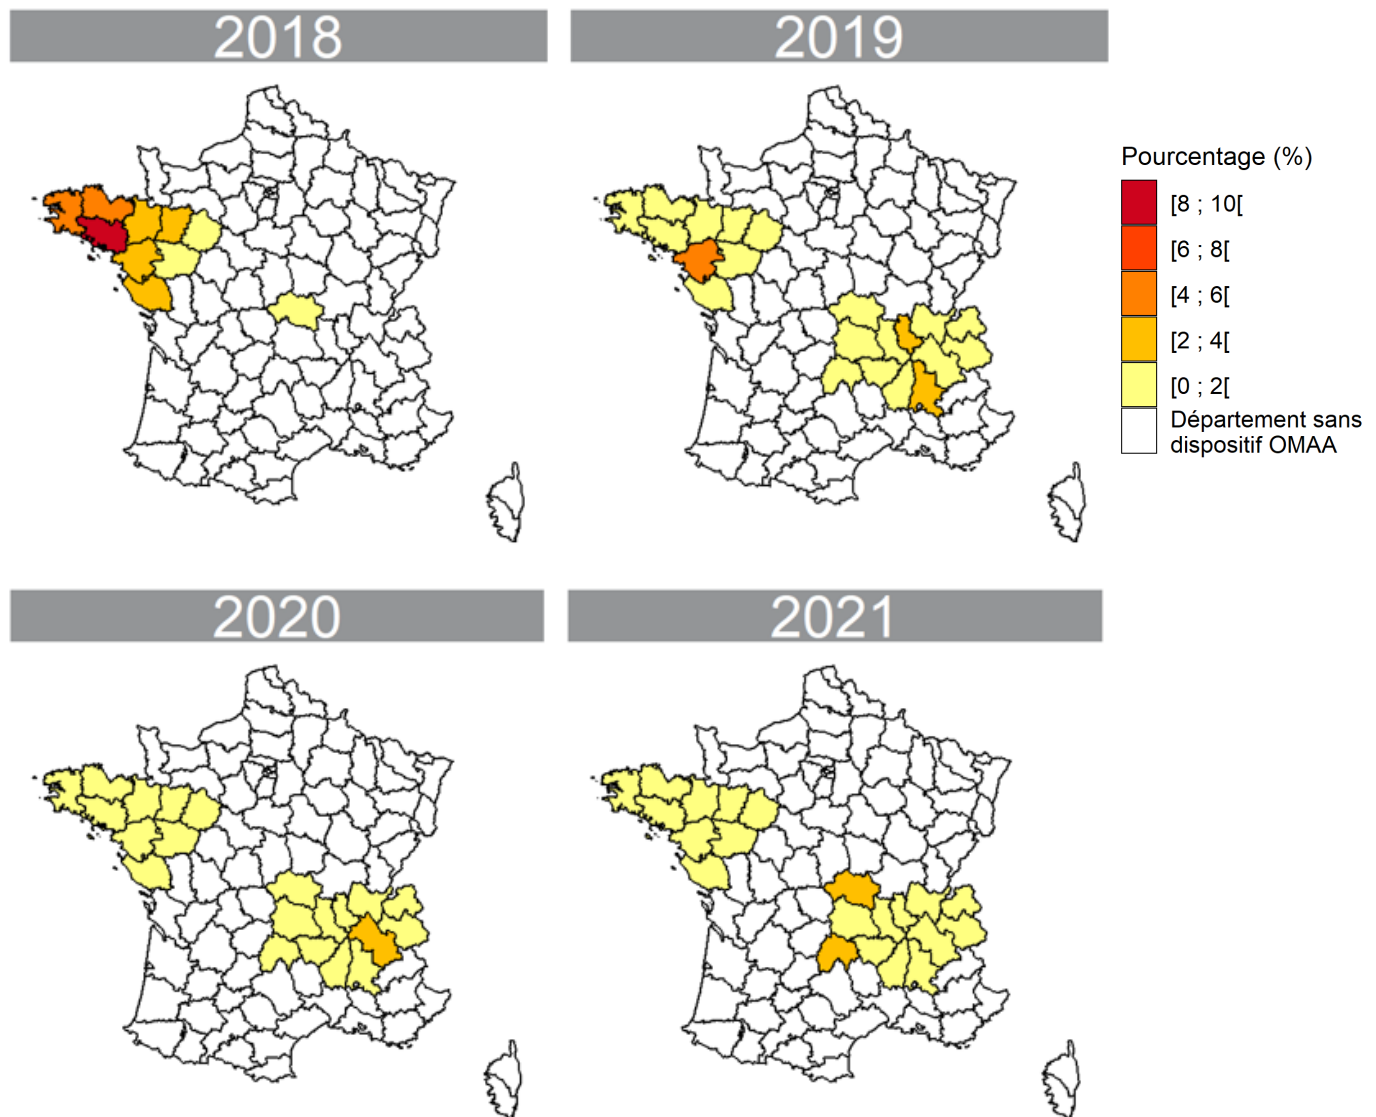 2018
2019
Pourcentage (%)
[8 ; 10[
[6 ; 8[
[4 ; 6[
[2 ; 4[
[0 ; 2[
Département sans
dispositif OMAA
2020
2021